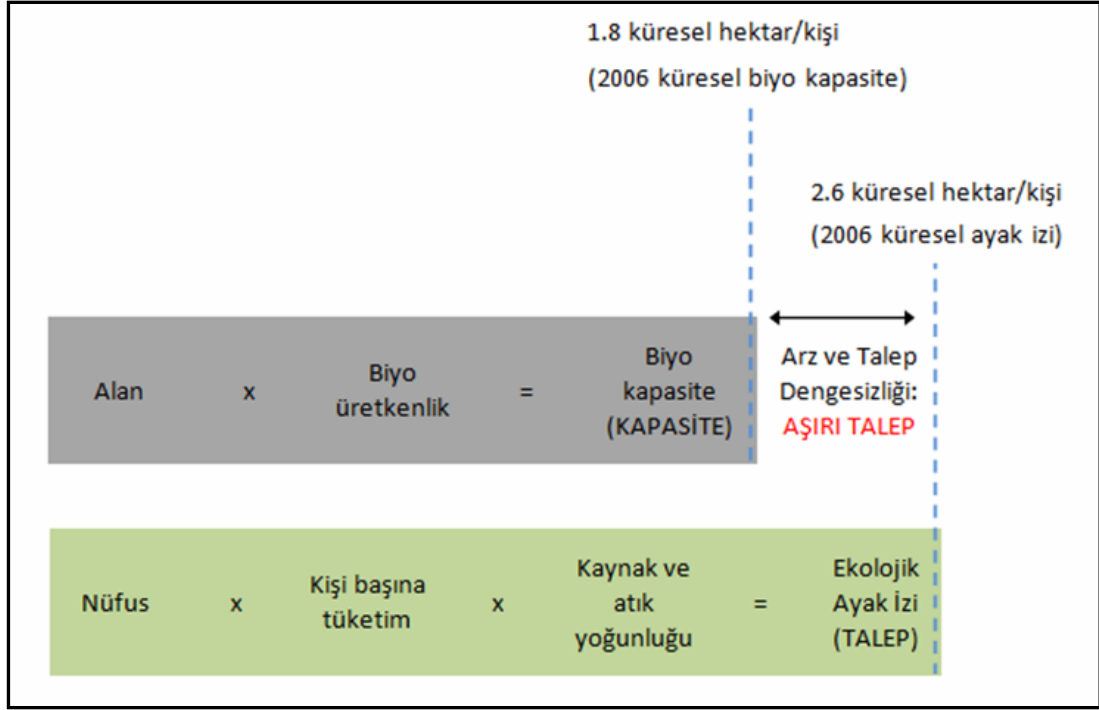 1.8 küresel hektar/kişi
(2006 küresel biyo kapasite)
2.6 küresel hektar/kişi
(2006 küresel ayak izi)
Alan x Biyo üretkenlik = Biyo kapasite (KAPASİTE)
Arz ve Talep
Dengesizliği:
AŞIRI TALEP
Nüfus x Kişi başına tüketim x Kaynak ve atık yoğunluğu = Ekolojik Ayak İzi (TALEP)